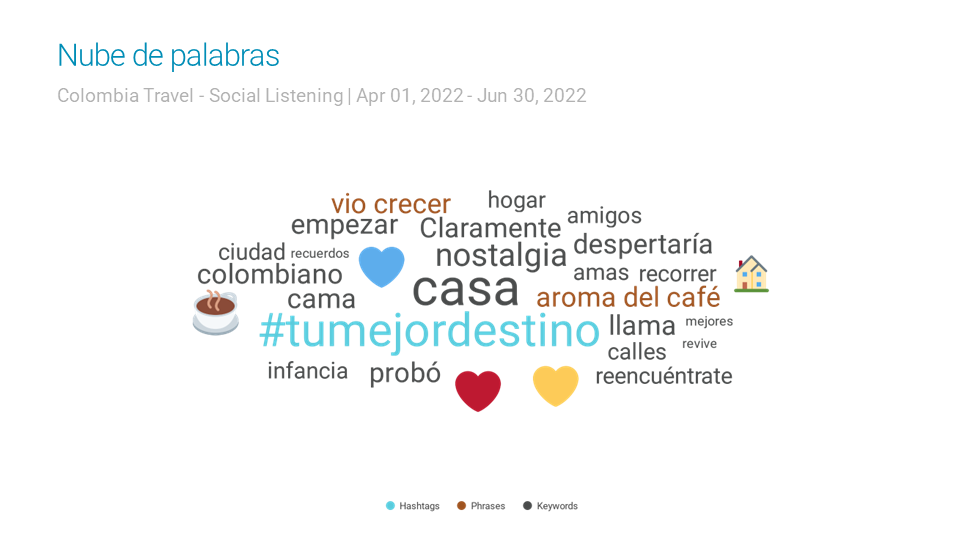 Nube de palabras
Colombia Travel - Social Listening | Apr 01, 2022 - Jun 30, 2022
vio crecer hogar
empezar Claramente amigos
ciudad recuerdos nostalgia despertaría
colombiano casa amas recorrer
cama aroma del café
#tumejordestino llama mejores
calles revive
infancia probó reencuéntrate
Hashtags Phrases Keywords